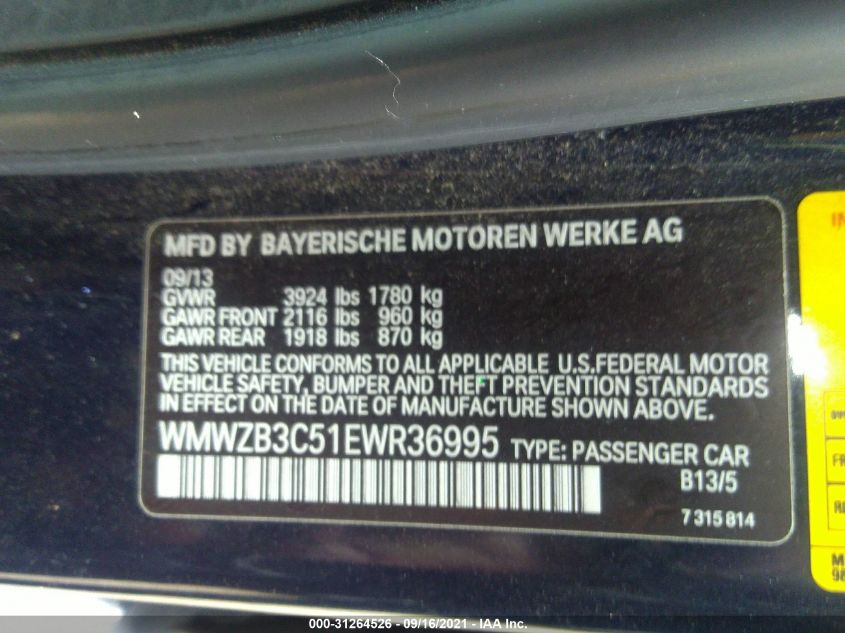 MFD BY BAYERISCHE MOTOREN WERKE AG
09/13
GVWR 3924 lbs 1780 kg
GAWR FRONT 2116 lbs 960 kg
GAWR REAR 1918 lbs 870 kg
THIS VEHICLE CONFORMS TO ALL APPLICABLE U.S.FEDERAL MOTOR
VEHICLE SAFETY, BUMPER AND THEFT PREVENTION STANDARDS
IN EFFECT ON THE DATE OF MANUFACTURE SHOWN ABOVE.
WMWZB3C51EWR36995 TYPE: PASSENGER CAR
B13/5
7 315 814
000-31264526 - 09/16/2021 - IAA Inc.